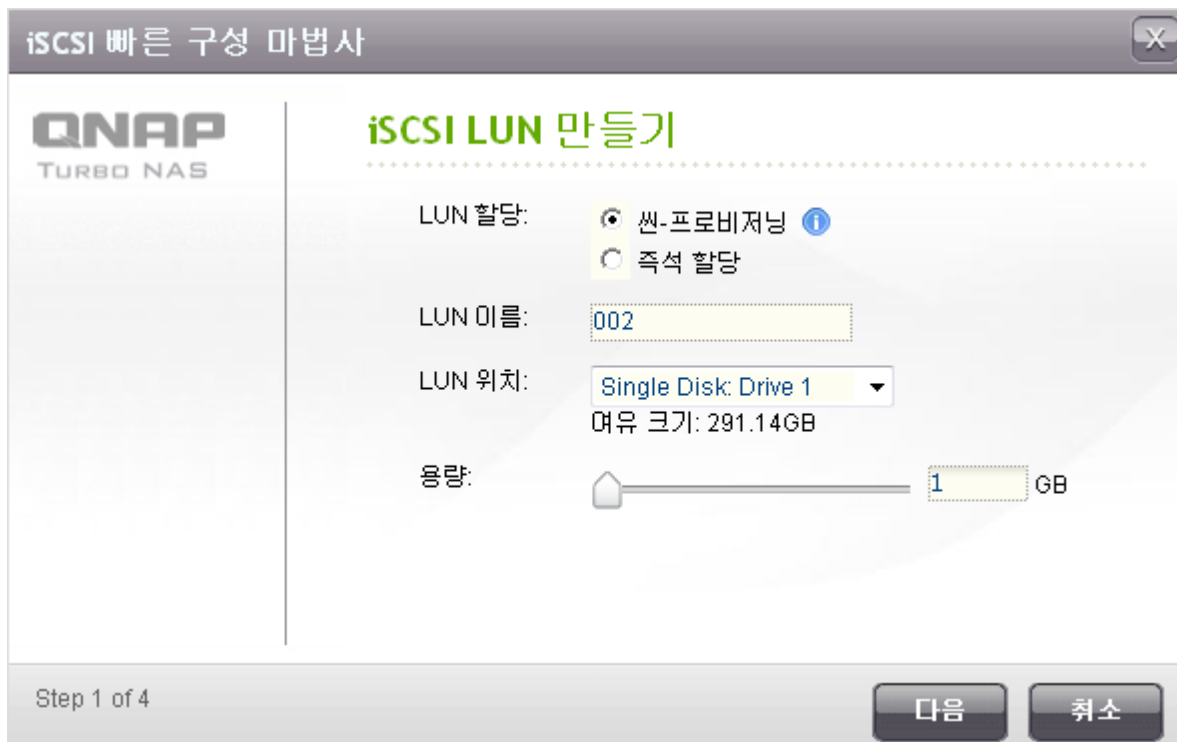 iSCSI 빠른 구성 마법사
QNAP
TURBO NAS
iSCSI LUN 만들기
LUN 할당:
씬-프로비저닝
즉석 할당
LUN 이름:
002
LUN 위치:
Single Disk: Drive 1
여유 크기: 291.14GB
용량:
1 GB
Step 1 of 4
다음
취소